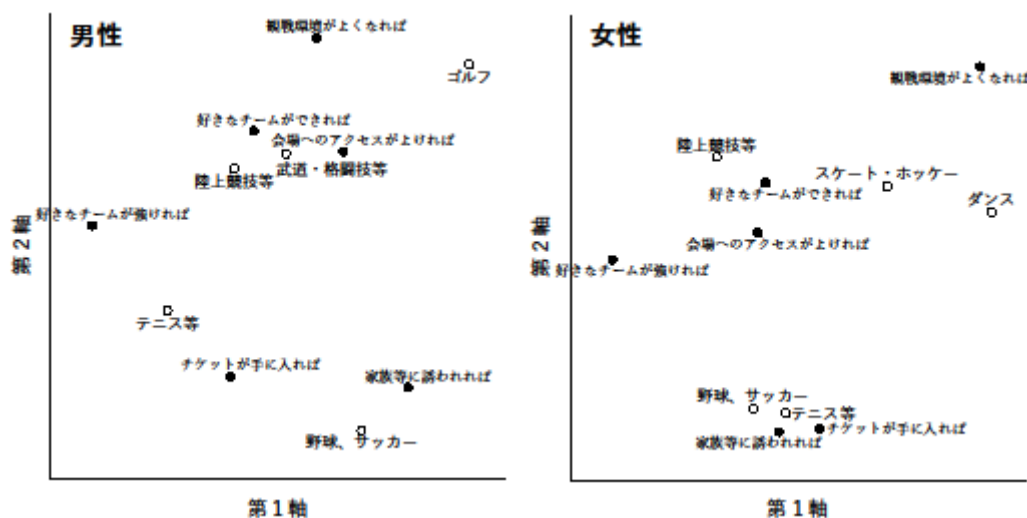 男性
観戦環境がよくなれば
ゴルフ
好きなチームができれば
会場へのアクセスがよければ
武道・格闘技等
陸上競技等
好きなチームが強ければ
第2軸
テニス等
チケットが手に入れば
家族等に誘われれば
野球、サッカー
第1軸
女性
観戦環境がよくなれば
陸上競技等
スケート・ホッケー
好きなチームができれば
ダンス
会場へのアクセスがよければ
好きなチームが強ければ
第2軸
野球、サッカー
テニス等
チケットが手に入れば
家族等に誘われれば
第1軸